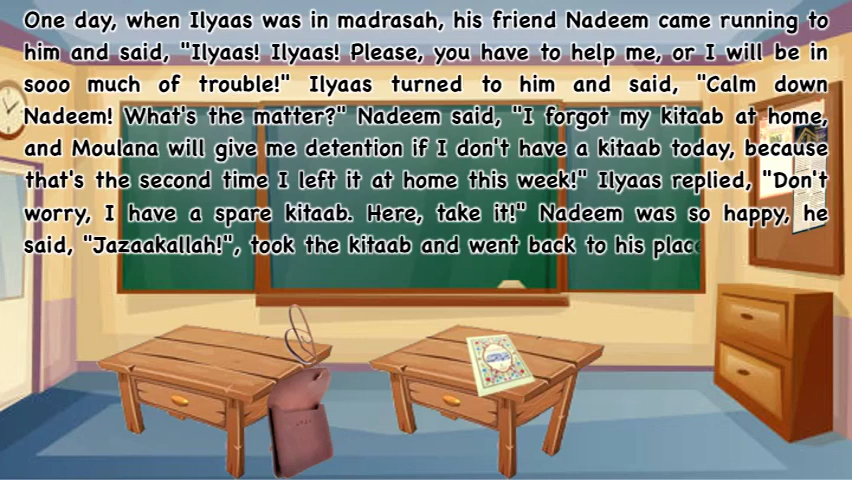 One day, when Ilyaas was in madrasah, his friend Nadeem came running to
him and said, "Ilyaas! Ilyaas! Please, you have to help me, or I will be in
sooo much of trouble!" Ilyaas turned to him and said, "Calm down
Nadeem! What's the matter?" Nadeem said, "I forgot my kitaab at home,
and Moulana will give me detention if I don't have a kitaab today, because
that's the second time I left it at home this week!" Ilyaas replied, "Don't
worry, I have a spare kitaab. Here, take it!" Nadeem was so happy, he
said, "Jazaakallah!", took the kitaab and went back to his place